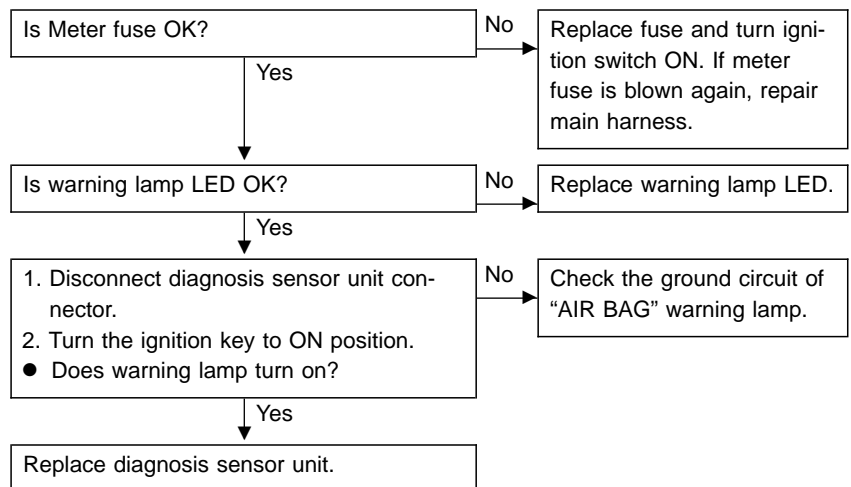 Is Meter fuse OK?
No
Replace fuse and turn igni-
tion switch ON. If meter
fuse is blown again, repair
main harness.
Yes
Is warning lamp LED OK?
No
Replace warning lamp LED.
Yes
1. Disconnect diagnosis sensor unit con-
nector.
2. Turn the ignition key to ON position.
● Does warning lamp turn on?
No
Check the ground circuit of
“AIR BAG” warning lamp.
Yes
Replace diagnosis sensor unit.